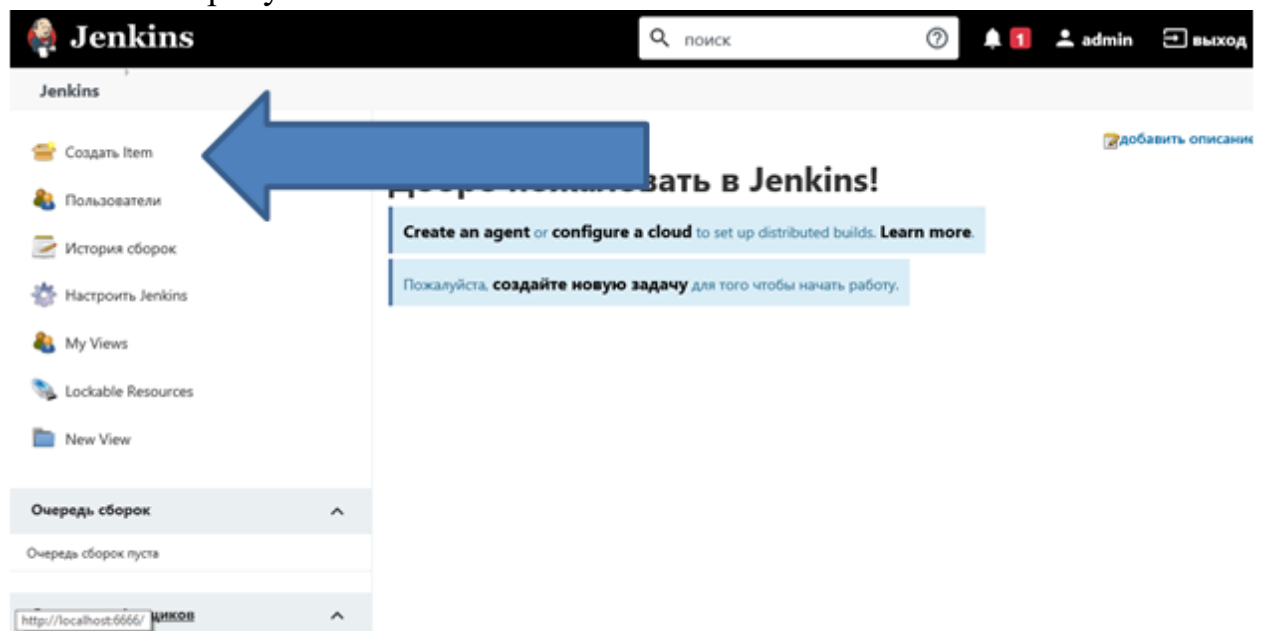 Jenkins
поиск
1
admin
выход
Jenkins
добавить описание
Создать Item
Пользователи
История сборок
Настроить Jenkins
My Views
Lockable Resources
New View
в Jenkins!
Create an agent or configure a cloud to set up distributed builds. Learn more.
Пожалуйста, создайте новую задачу для того чтобы начать работу.
Очередь сборок
Очередь сборок пуста
http://localhost:6666/